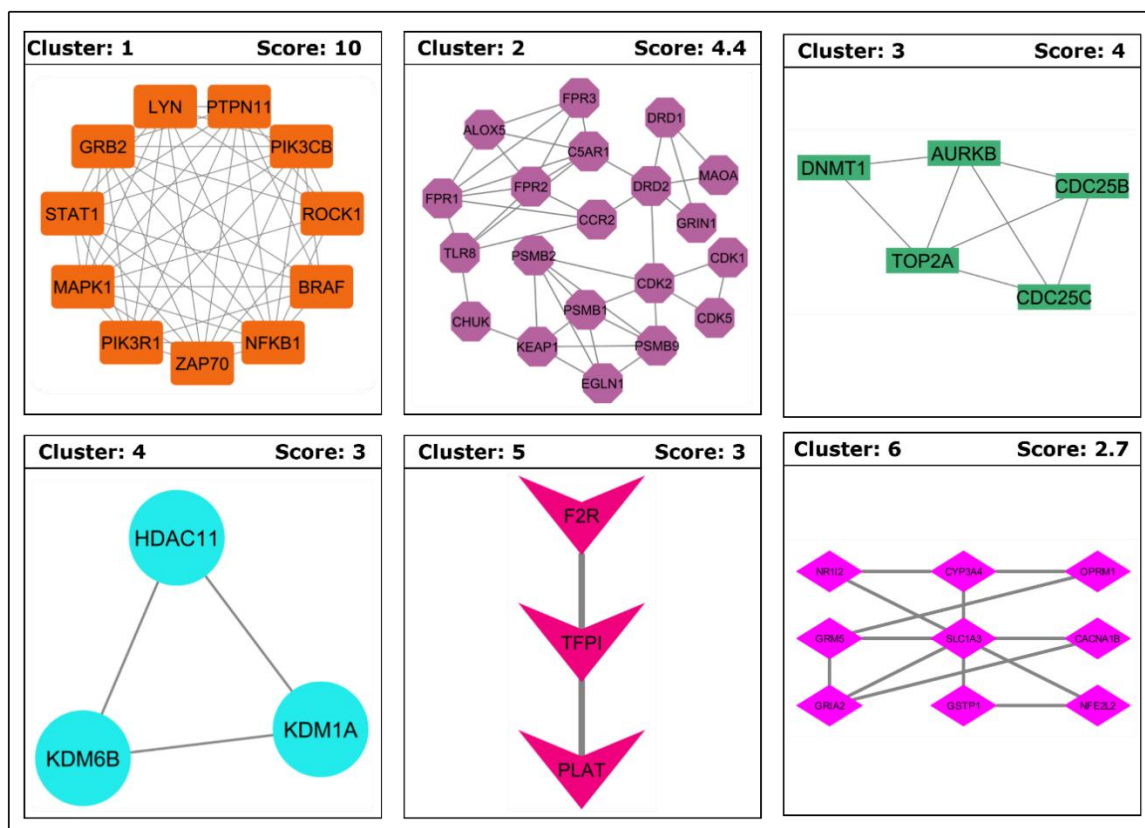 Cluster: 1 Score: 10
LYN PTPN11
GRB2 PIK3CB
STAT1 ROCK1
MAPK1 BRAF
PIK3R1 NFKB1
ZAP70
Cluster: 2 Score: 4.4
FPR3
ALOX5 DRD1
C5AR1
FPR1 FPR2 DRD2 MAOA
CCR2 GRIN1
TLR8 PSMB2
CDK2 CDK1
CHUK PSMB1 CDK5
KEAP1 PSMB9
EGLN1
Cluster: 3 Score: 4
DNMT1 AURKB
CDC25B
TOP2A
CDC25C
Cluster: 4 Score: 3
HDAC11
KDM1A
KDM6B
Cluster: 5 Score: 3
F2R
TFPI
PLAT
Cluster: 6 Score: 2.7
NR1I2 CYP3A4 OPRM1
GRM5 SLC1A3 CACNA1B
GRIA2 GSTP1 NFE2L2